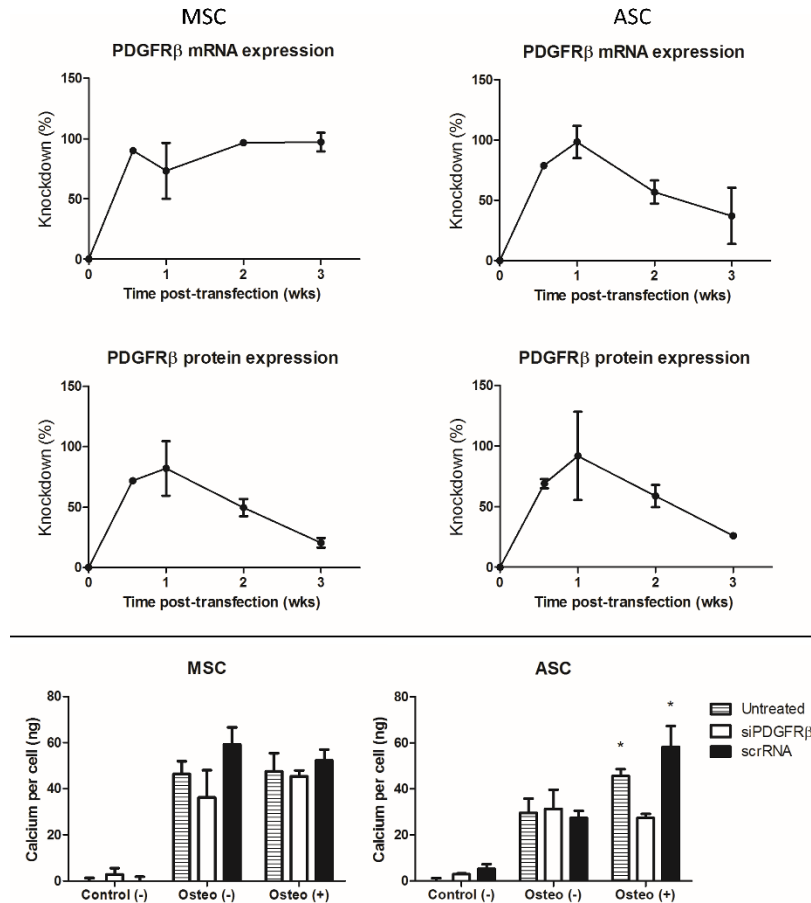 MSC
ASC
PDGFRβ mRNA expression
150
100
50
0
Knockdown (%)
0 1 2 3
Time post-transfection (wks)
PDGFRβ mRNA expression
150
100
50
0
Knockdown (%)
0 1 2 3
Time post-transfection (wks)
PDGFRβ protein expression
150
100
50
0
Knockdown (%)
0 1 2 3
Time post-transfection (wks)
PDGFRβ protein expression
150
100
50
0
Knockdown (%)
0 1 2 3
Time post-transfection (wks)
MSC
80
60
40
20
0
Calcium per cell (ng)
Control (-) Osteo (-) Osteo (+)
ASC
80
60
40
20
0
Calcium per cell (ng)
* *
Control (-) Osteo (-) Osteo (+)
Untreated
siPDGFRβ
scrRNA